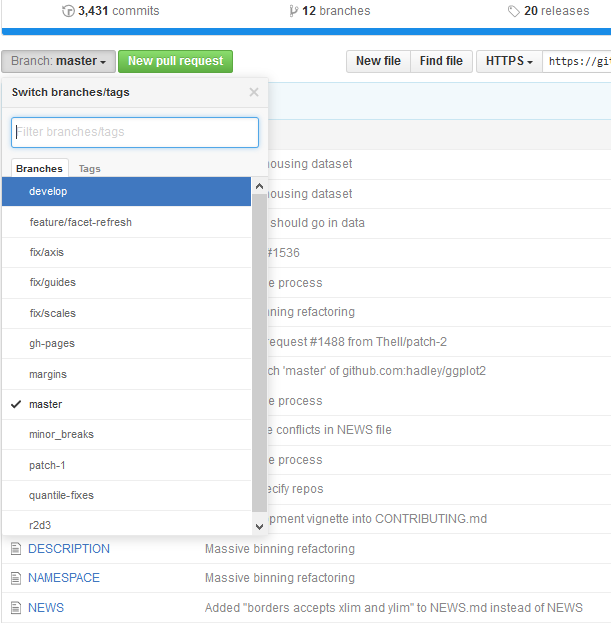 3,431 commits 12 branches 20 releases
Branch: master New pull request New file Find file HTTPS https://git
Switch branches/tags ×
Filter branches/tags
Branches Tags
develop
housing dataset
feature/facet-refresh
housing dataset
fix/axis
should go in data
fix/guides
#1536
fix/scales
process
gh-pages
refactoring
margins
request #1488 from Thell/patch-2
master
'master' of github.com:hadley/ggplot2
minor_breaks
process
patch-1
conflicts in NEWS file
quantile-fixes
process
r2d3
repos
vignette into CONTRIBUTING.md
DESCRIPTION Massive binning refactoring
NAMESPACE Massive binning refactoring
NEWS Added "borders accepts xlim and ylim" to NEWS.md instead of NEWS